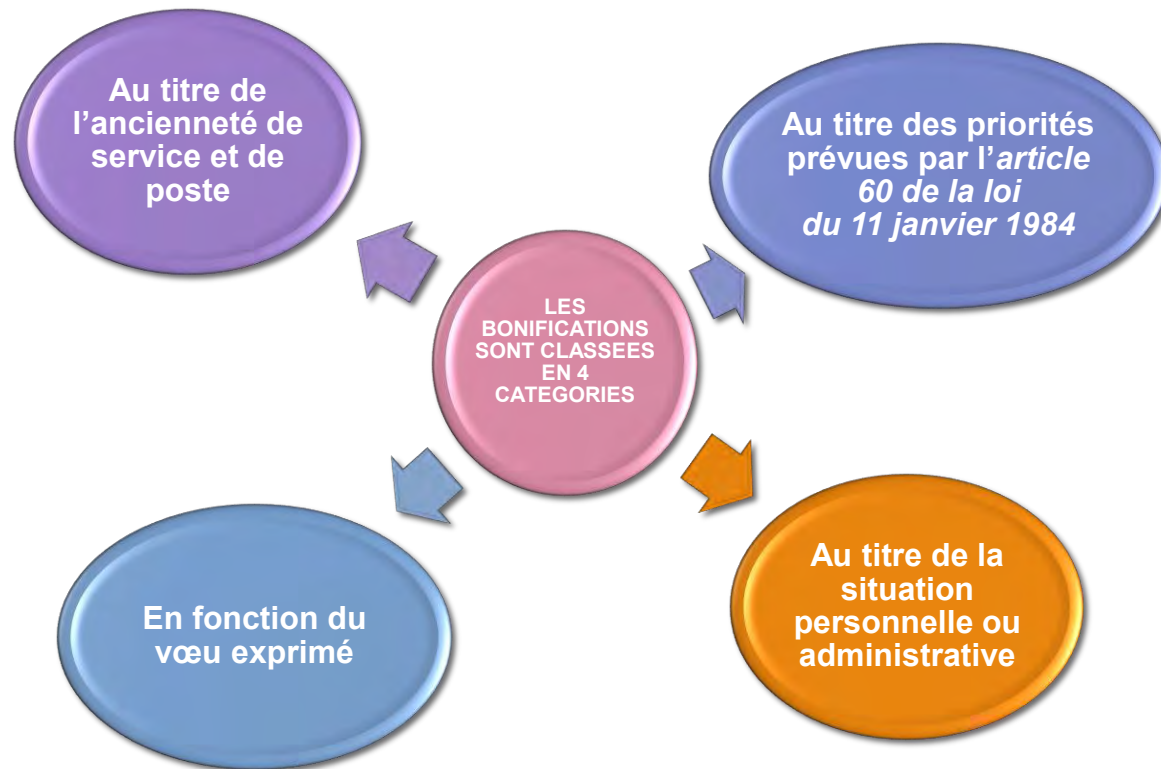 Au titre de
l’ancienneté de
service et de
poste
Au titre des priorités
prévues par l’article
60 de la loi
du 11 janvier 1984
LES
BONIFICATIONS
SONT CLASSEES
EN 4
CATEGORIES
En fonction du
vœu exprimé
Au titre de la
situation
personnelle ou
administrative